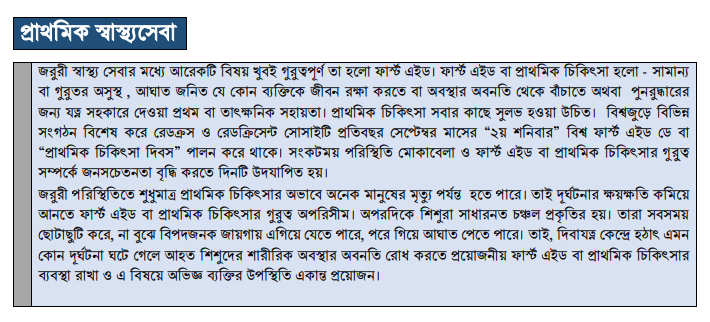 প্রাথমিক স্বাস্থ্যসেবা
জরুরী স্বাস্থ্য সেবার মধ্যে আরেকটি বিষয় খুবই গুরুত্বপূর্ণ তা হলো ফার্স্ট এইড। ফার্স্ট এইড বা প্রাথমিক চিকিৎসা হলো - সামান্য
বা গুরুতর অসুস্থ , আঘাত জনিত যে কোন ব্যক্তিকে জীবন রক্ষা করতে বা অবস্থার অবনতি থেকে বাঁচাতে অথবা পুনরুদ্ধারের
জন্য যত্ন সহকারে দেওয়া প্রথম বা তাৎক্ষনিক সহায়তা। প্রাথমিক চিকিৎসা সবার কাছে সুলভ হওয়া উচিত। বিশ্বজুড়ে বিভিন্ন
সংগঠন বিশেষ করে রেডক্রস ও রেডক্রিসেন্ট সোসাইটি প্রতিবছর সেপ্টেম্বর মাসের “২য় শনিবার” বিশ্ব ফার্স্ট এইড ডে বা
“প্রাথমিক চিকিৎসা দিবস” পালন করে থাকে। সংকটময় পরিস্থিতি মোকাবেলা ও ফার্স্ট এইড বা প্রাথমিক চিকিৎসার গুরুত্ব
সম্পর্কে জনসচেতনতা বৃদ্ধি করতে দিনটি উদযাপিত হয়।
জরুরী পরিস্থিতিতে শুধুমাত্র প্রাথমিক চিকিৎসার অভাবে অনেক মানুষের মৃত্যু পর্যন্ত হতে পারে। তাই দূর্ঘটনার ক্ষয়ক্ষতি কমিয়ে
আনতে ফার্স্ট এইড বা প্রাথমিক চিকিৎসার গুরুত্ব অপরিসীম। অপরদিকে শিশুরা সাধারনত চঞ্চল প্রকৃতির হয়। তারা সবসময়
ছোটাছুটি করে, না বুঝে বিপদজনক জায়গায় এগিয়ে যেতে পারে, পরে গিয়ে আঘাত পেতে পারে। তাই, দিবাযত্ন কেন্দ্রে হঠাৎ এমন
কোন দূর্ঘটনা ঘটে গেলে আহত শিশুদের শারীরিক অবস্থার অবনতি রোধ করতে প্রয়োজনীয় ফার্স্ট এইড বা প্রাথমিক চিকিৎসার
ব্যবস্থা রাখা ও এ বিষয়ে অভিজ্ঞ ব্যক্তির উপস্থিতি একান্ত প্রয়োজন।